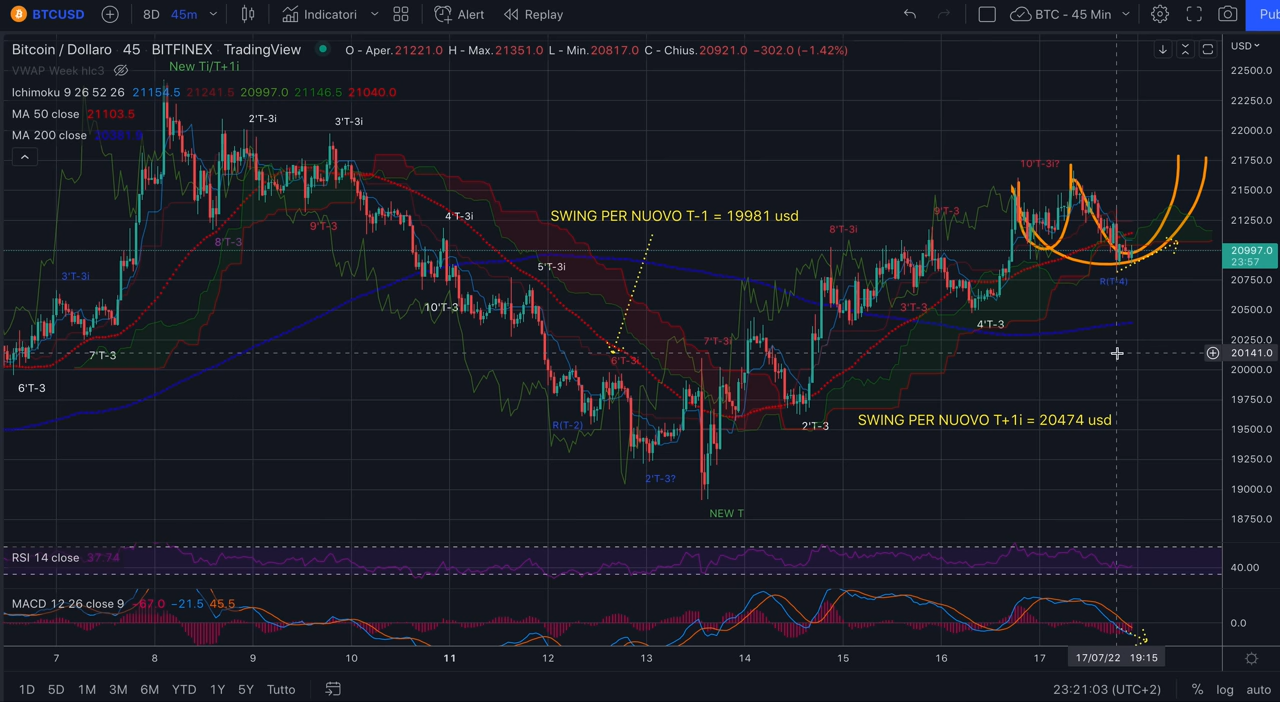 BTCUSD 8D 45m Indicatori Alert Replay BTC - 45 Min Pub
Bitcoin / Dollaro 45 BITFINEX TradingView O - Aper.21221.0 H - Max.21351.0 L - Min.20817.0 C - Chius.20921.0 -302.0 (-1.42%) USD
VWAP Week hlc3 New Ti/T+1i 22500.0
Ichimoku 9 26 52 26 21154.5 21241.5 20997.0 21146.5 21040.0 22250.0
MA 50 close 21103.5 2'T-3i 3'T-3i
MA 200 close 22000.0
10'T-3i? 21750.0
21500.0
4'T-3i SWING PER NUOVO T-1 = 19981 usd 9'T-3 21250.0
9'T-3 8'T-3i
8'T-3 20997.0
23:57
3'T-3i 5'T-3i R(T-4) 20750.0
10'T-3 3'T-3 20500.0
4'T-3
7'T-3 7'T-3i 20250.0
6'T-3i 20141.0
6'T-3 20000.0
19750.0
R(T-2) 2'T-3 SWING PER NUOVO T+1i = 20474 usd 19500.0
19250.0
2'T-3? 19000.0
NEW T 18750.0
RSI 14 close 37.74 40.00
MACD 12 26 close 9 -67.0 -21.5 45.5
0.0
7 8 9 10 11 12 13 14 15 16 17 17/07/22 19:15
1D 5D 1M 3M 6M YTD 1Y 5Y Tutto 23:21:03 (UTC+2) % log auto